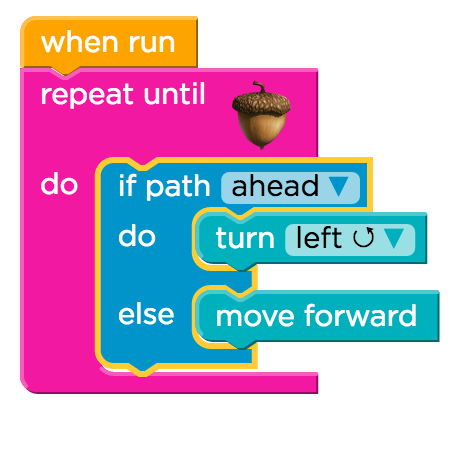 when run
repeat until
do
if path ahead
do
turn left
else
move forward